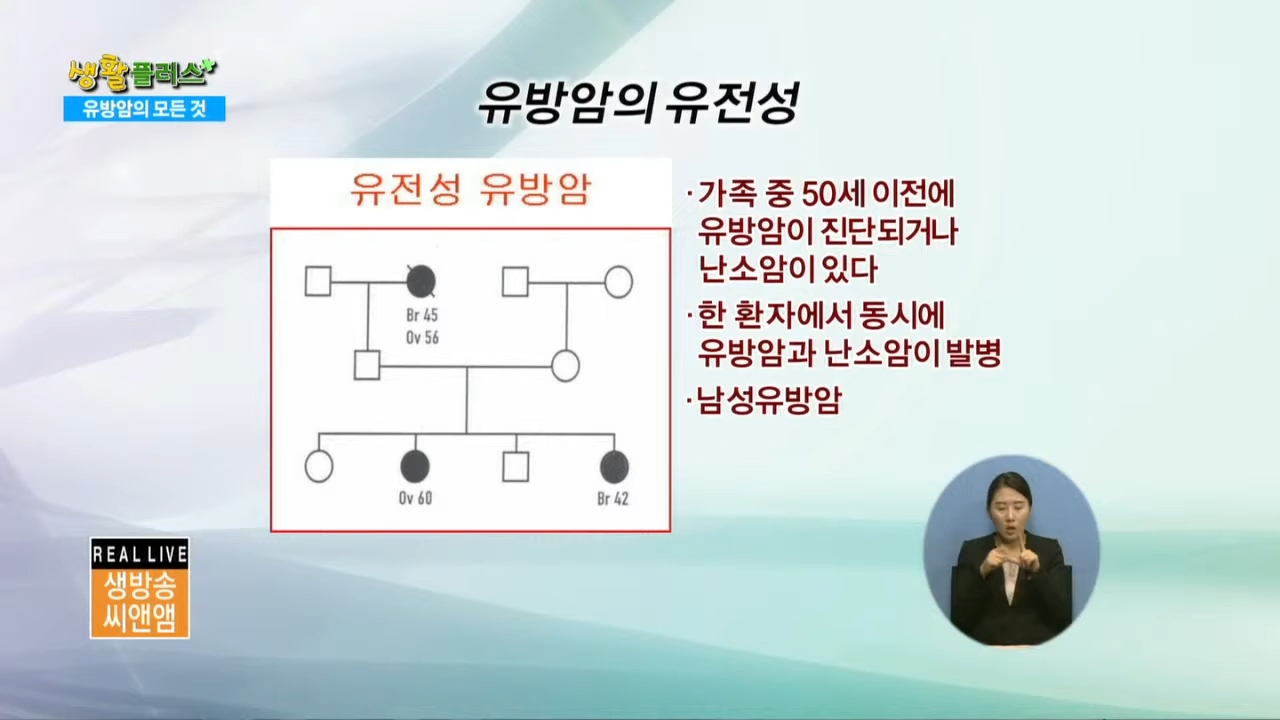 생활플러스+
유방암의 모든 것
유방암의 유전성
유전성 유방암
Br 45
Ov 56
Ov 60
Br 42
·가족 중 50세 이전에
유방암이 진단되거나
난소암이 있다
·한 환자에서 동시에
유방암과 난소암이 발병
·남성유방암
REAL LIVE
생방송
씨앤앰